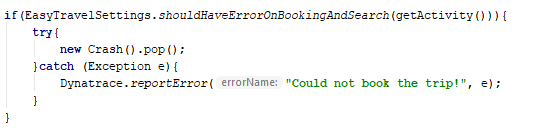 if(EasyTravelSettings.shouldHaveErrorOnBookingAndSearch(getActivity())){
try{
new Crash().pop();
}catch (Exception e){
Dynatrace.reportError( errorName: "Could not book the trip!", e);
}
}